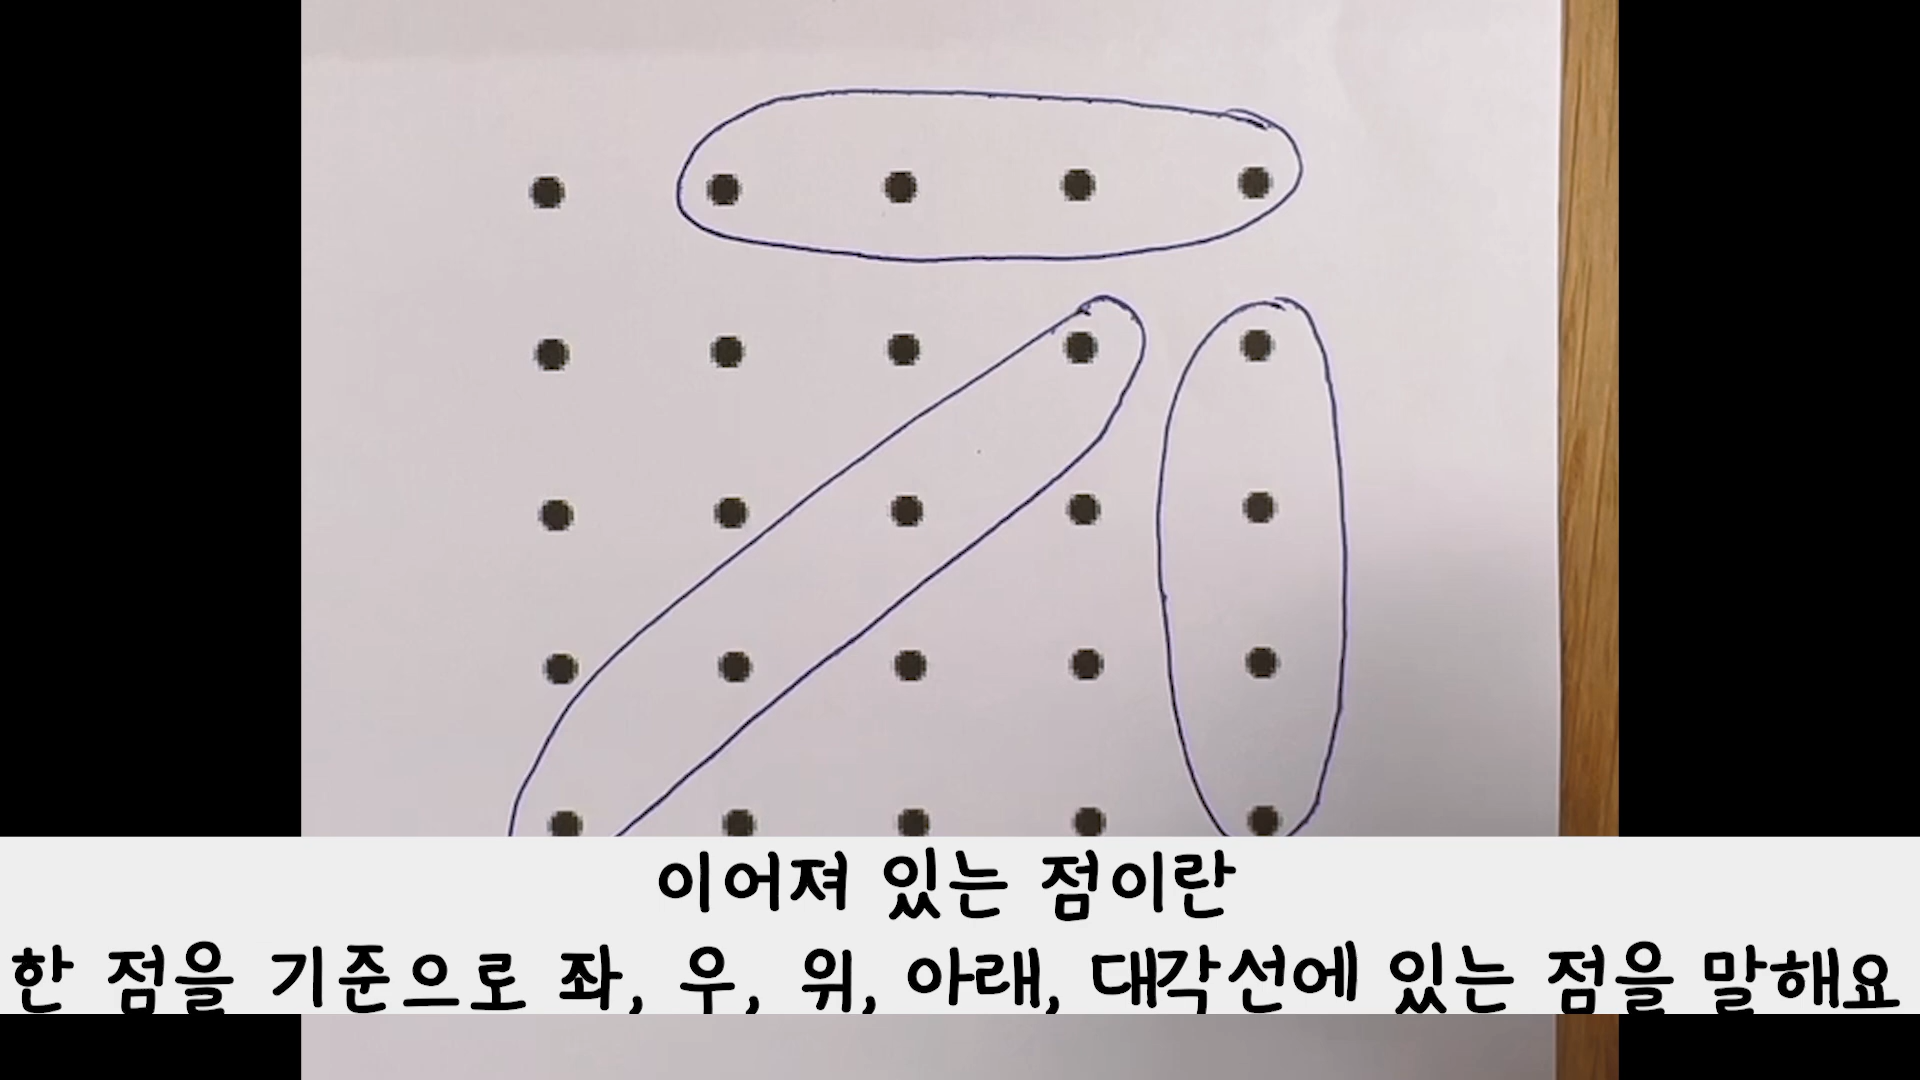 이어져 있는 점이란
한 점을 기준으로 좌, 우, 위, 아래, 대각선에 있는 점을 말해요